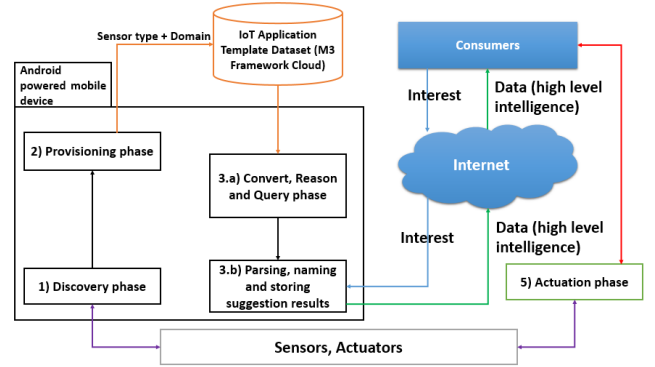 Sensor type + Domain
IoT Application
Template Dataset (M3
Framework Cloud)
Consumers
Android
powered mobile
device
Interest
Data (high level
intelligence)
2) Provisioning phase
3.a) Convert, Reason
and Query phase
Internet
Interest
Data (high level
intelligence)
1) Discovery phase
3.b) Parsing, naming
and storing
suggestion results
5) Actuation phase
Sensors, Actuators